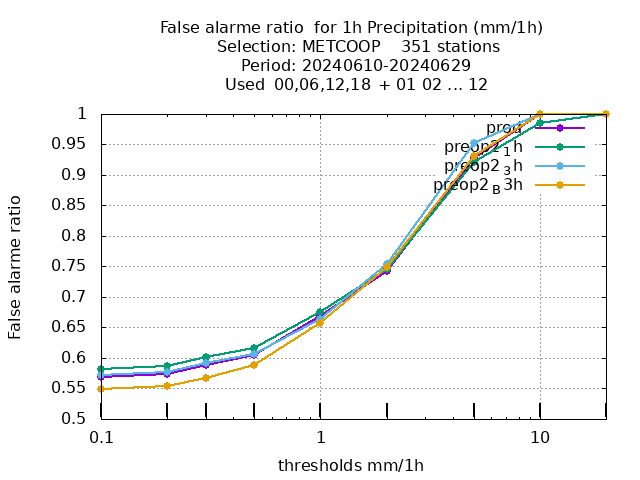 False alarme ratio  for 1h Precipitation (mm/1h)
Selection: METCOOP    351 stations
Period: 20240610-20240629
Used  00,06,12,18 + 01 02 ... 12
prod
preop2_1h
preop2_3h
preop2_B3h
1
0.95
0.9
0.85
0.8
0.75
0.7
0.65
0.6
0.55
0.5
False alarme ratio
0.1
1
10
thresholds mm/1h